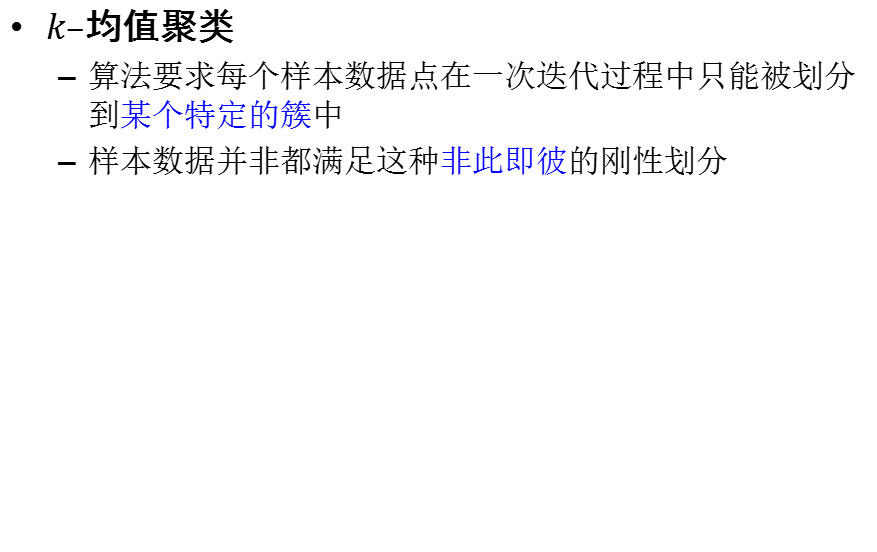 • k–均值聚类
– 算法要求每个样本数据点在一次迭代过程中只能被划分
到某个特定的簇中
– 样本数据并非都满足这种非此即彼的刚性划分